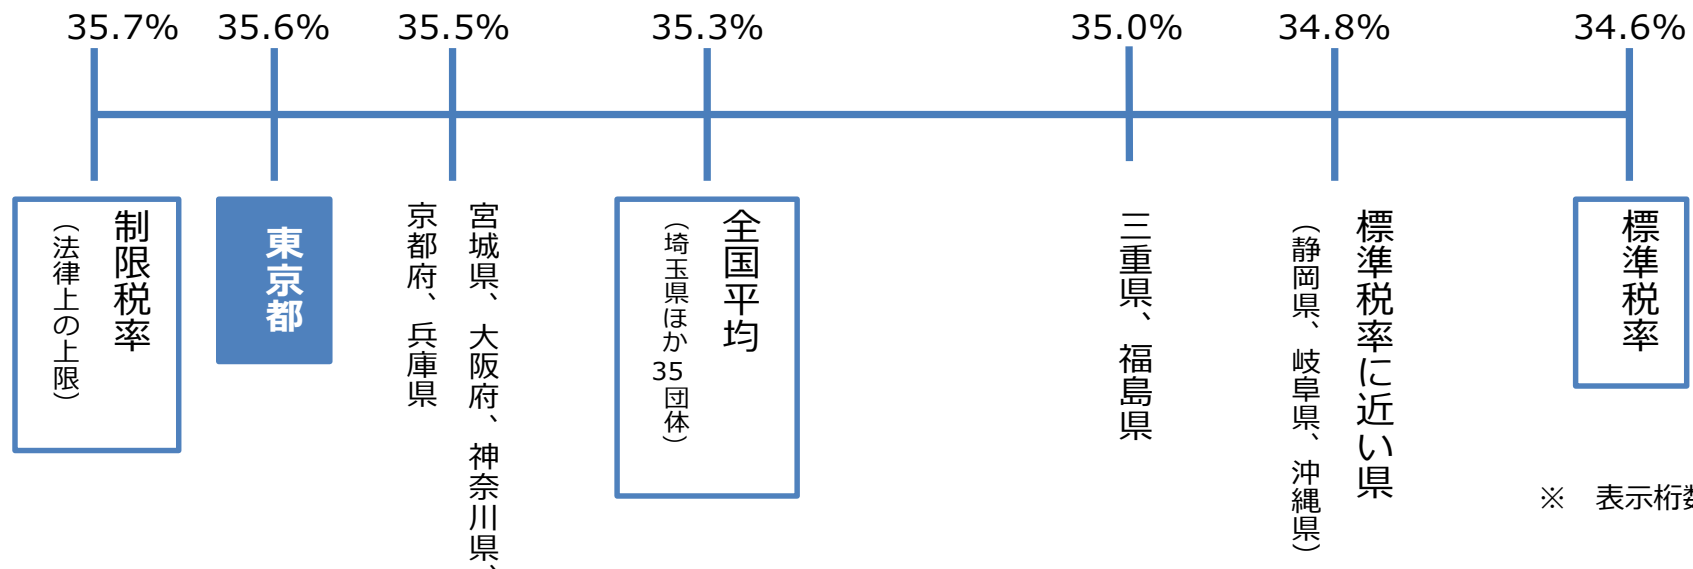 35.7%
35.6%
35.5%
35.3%
35.0%
34.8%
34.6%
制限税率
（法律上の上限）
東京都
宮城県、大阪府、神奈川県、
京都府、兵庫県
全国平均
（埼玉県ほか35団体）
三重県、福島県
標準税率に近い県
（静岡県、岐阜県、沖縄県）
標準税率
※　表示桁数